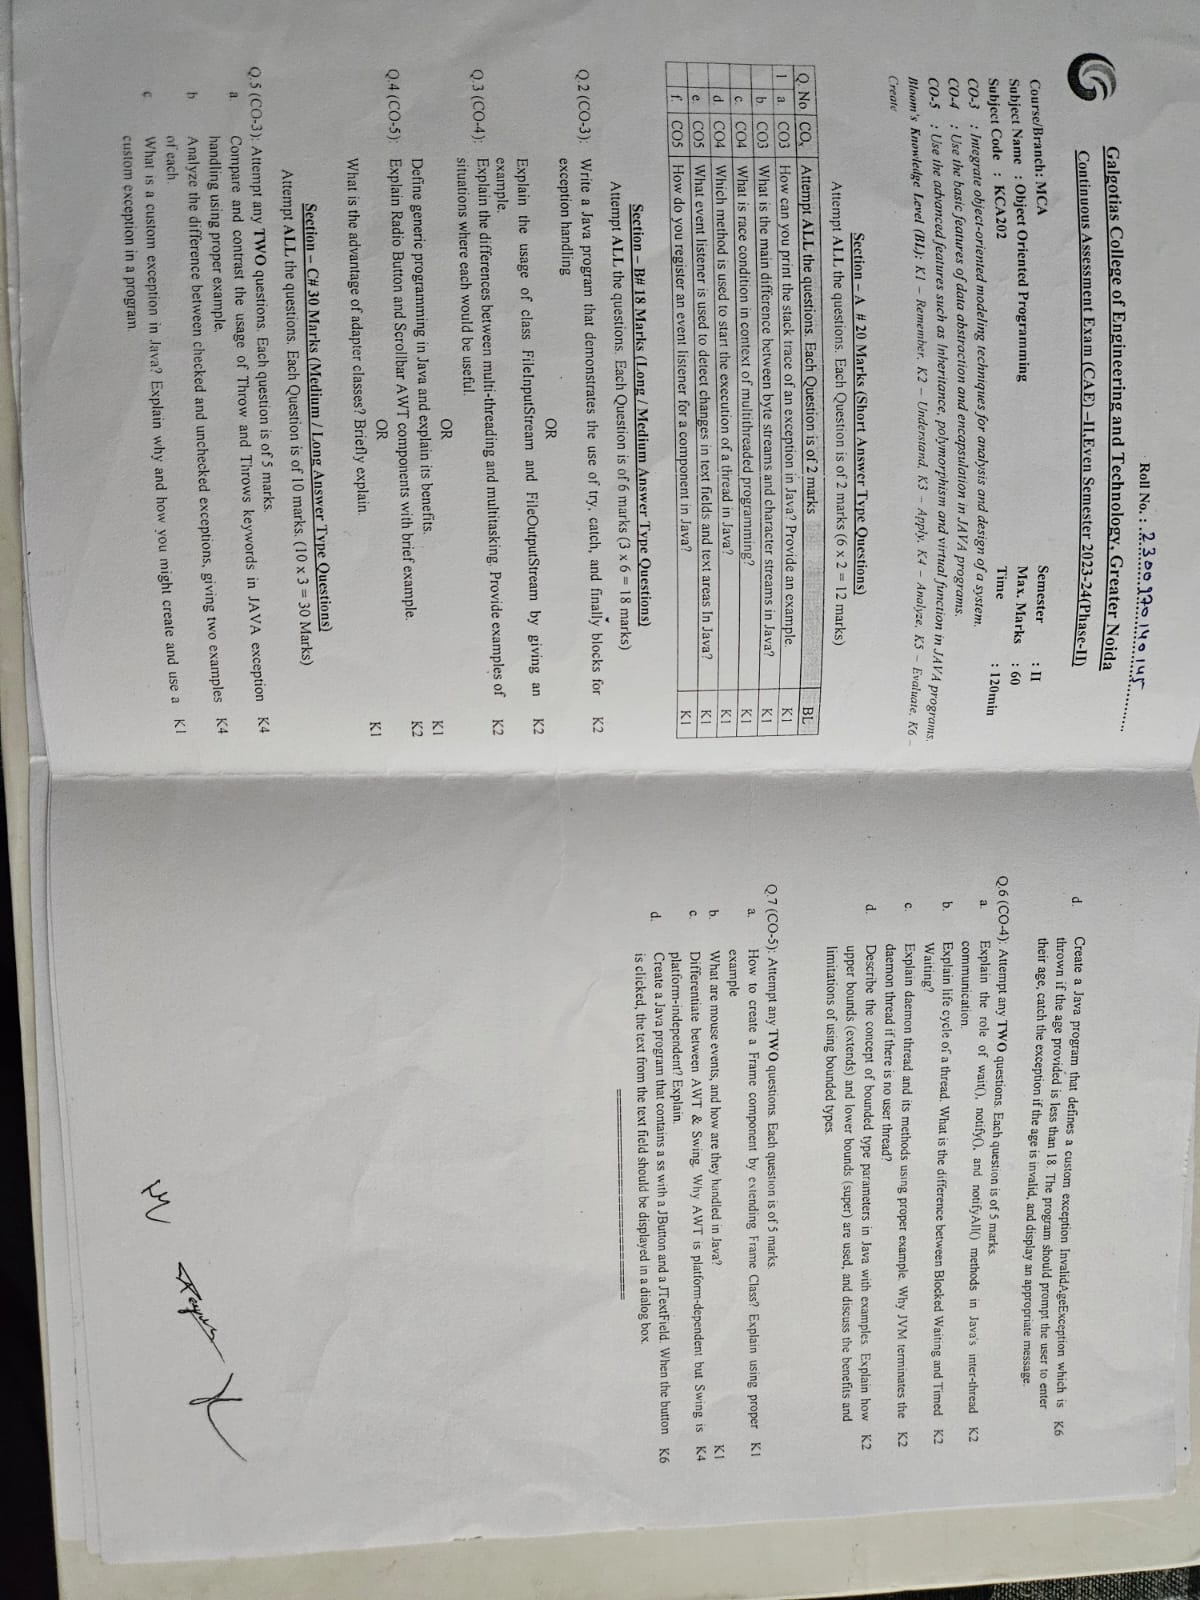 Roll No. : 2300970140145
Galgotias College of Engineering and Technology, Greater Noida
Continuous Assessment Exam (CAE) –II,Even Semester 2023-24(Phase-II)
Course/Branch: MCA Semester : II
Subject Name : Object Oriented Programming Max. Marks : 60
Subject Code : KCA202 Time : 120min
CO-3 : Integrate object-oriented modeling techniques for analysis and design of a system.
CO-4 : Use the basic features of data abstraction and encapsulation in JAVA programs.
CO-5 : Use the advanced features such as Inheritance, polymorphism and virtual function in JAVA programs.
Bloom's Knowledge Level (BL): K1 – Remember, K2 – Understand, K3 – Apply, K4 – Analyze, K5 – Evaluate, K6 –
Create
Section – A # 20 Marks (Short Answer Type Questions)
Attempt ALL the questions. Each Question is of 2 marks (6 x 2 = 12 marks)
Q. No CO, Attempt ALL the questions. Each Question is of 2 marks BL
1 a. CO3 How can you print the stack trace of an exception in Java? Provide an example. K1
b. CO3 What is the main difference between byte streams and character streams in Java? K1
c. CO4 What is race condition in context of multithreaded programming? K1
d. CO4 Which method is used to start the execution of a thread in Java? K1
e. CO5 What event listener is used to detect changes in text fields and text areas In Java? K1
f. CO5 How do you register an event listener for a component in Java? K1
Section – B# 18 Marks (Long / Medium Answer Type Questions)
Attempt ALL the questions. Each Question is of 6 marks (3 x 6 = 18 marks)
Q.2 (CO-3): Write a Java program that demonstrates the use of try, catch, and finally blocks for K2
exception handling
OR
Explain the usage of class FileInputStream and FileOutputStream by giving an K2
example.
Q.3 (CO-4): Explain the differences between multi-threading and multitasking. Provide examples of K2
situations where each would be useful.
OR
Define generic programming in Java and explain its benefits. K1
Q.4 (CO-5): Explain Radio Button and Scrollbar AWT components with brief example. K2
OR
What is the advantage of adapter classes? Briefly explain. K1
Section – C# 30 Marks (Medium / Long Answer Type Questions)
Attempt ALL the questions. Each Question is of 10 marks. (10 x 3 = 30 Marks)
Q.5 (CO-3): Attempt any TWO questions. Each question is of 5 marks.
a. Compare and contrast the usage of Throw and Throws keywords in JAVA exception K4
handling using proper example.
b Analyze the difference between checked and unchecked exceptions, giving two examples K4
of each.
c What is a custom exception in Java? Explain why and how you might create and use a K1
custom exception in a program.
d. Create a Java program that defines a custom exception InvalidAgeException which is K6
thrown if the age provided is less than 18. The program should prompt the user to enter
their age, catch the exception if the age is invalid, and display an appropriate message.
Q.6 (CO-4): Attempt any TWO questions. Each question is of 5 marks.
a. Explain the role of wait(), notify(), and notifyAll() methods in Java's inter-thread K2
communication.
b. Explain life cycle of a thread. What is the difference between Blocked Waiting and Timed K2
Waiting?
c. Explain daemon thread and its methods using proper example. Why JVM terminates the K2
daemon thread if there is no user thread?
d. Describe the concept of bounded type parameters in Java with examples. Explain how K2
upper bounds (extends) and lower bounds (super) are used, and discuss the benefits and
limitations of using bounded types.
Q.7 (CO-5): Attempt any TWO questions. Each question is of 5 marks.
a. How to create a Frame component by extending Frame Class? Explain using proper K1
example
b. What are mouse events, and how are they handled in Java? K1
c. Differentiate between AWT & Swing. Why AWT is platform-dependent but Swing is K4
platform-independent? Explain.
d. Create a Java program that contains a ss with a JButton and a JTextField. When the button K6
is clicked, the text from the text field should be displayed in a dialog box.